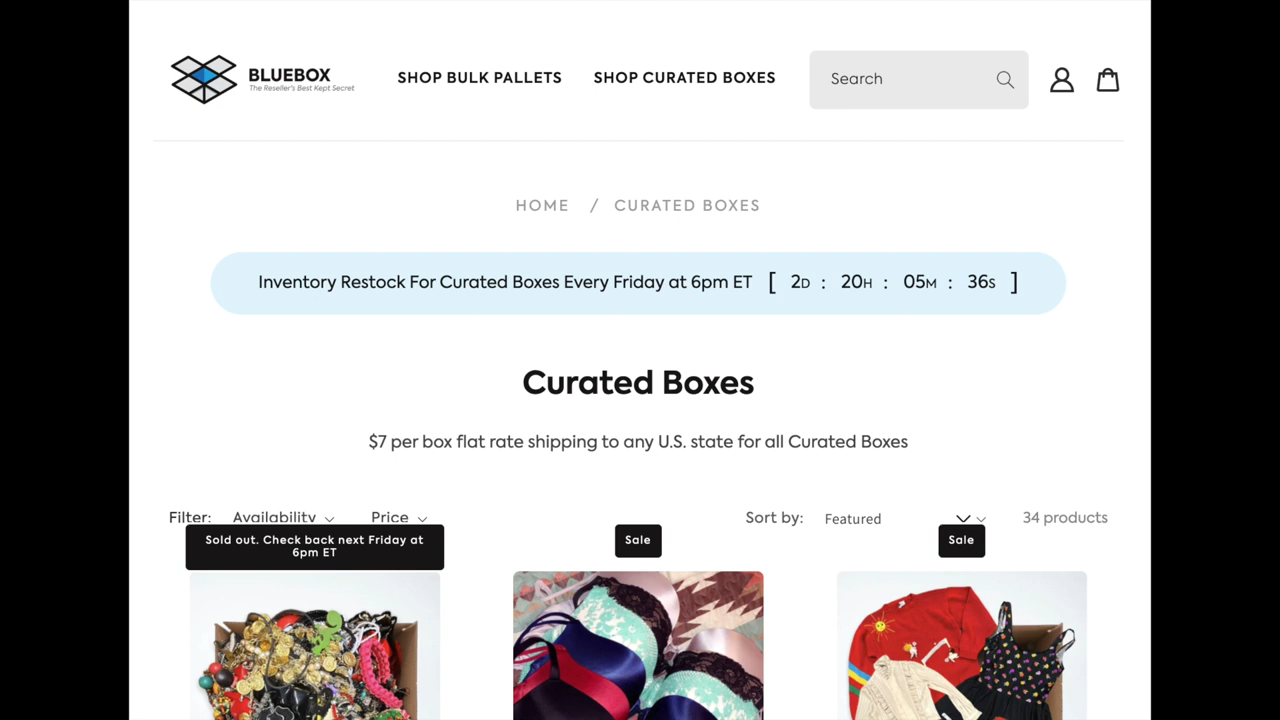 BLUEBOX
The Reseller's Best Kept Secret
SHOP BULK PALLETS
SHOP CURATED BOXES
Search
HOME / CURATED BOXES
Inventory Restock For Curated Boxes Every Friday at 6pm ET [ 2D : 20H : 05M : 36S ]
Curated Boxes
$7 per box flat rate shipping to any U.S. state for all Curated Boxes
Filter: Availability Price Sort by: Featured 34 products
Sold out. Check back next Friday at
6pm ET
Sale
Sale